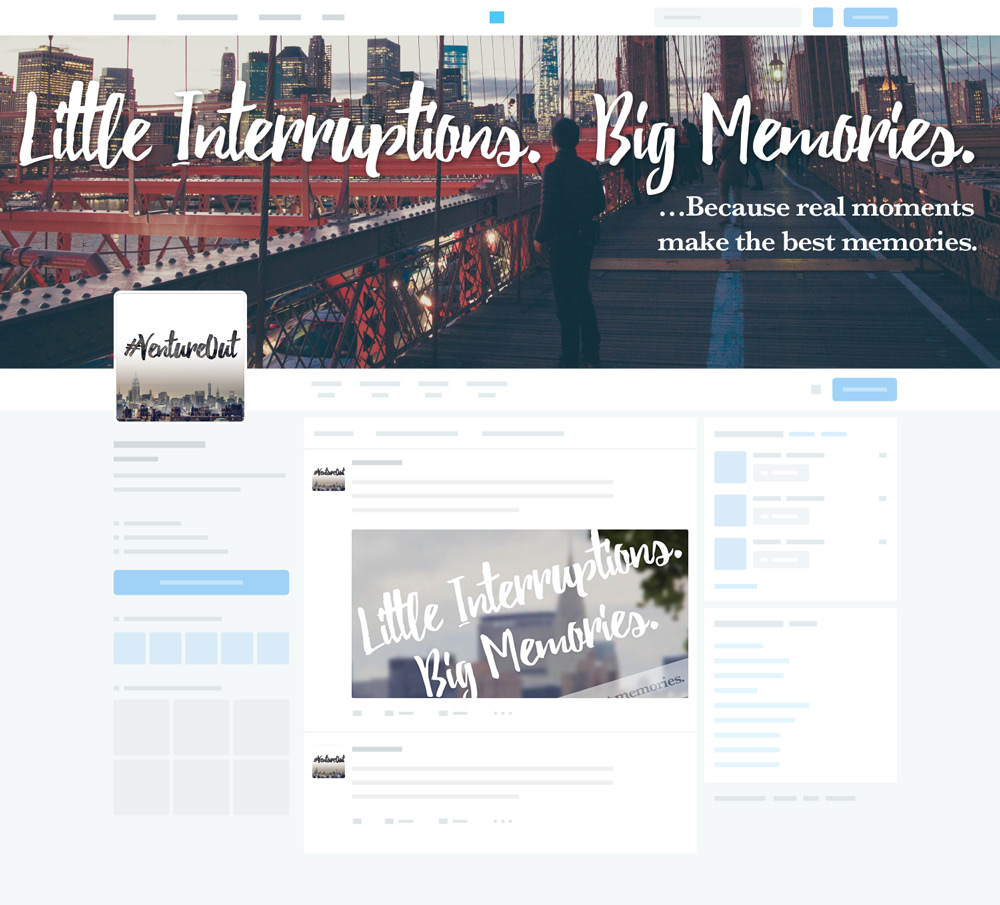 Little Interruptions. Big Memories.
...Because real moments
make the best memories.
#VentureOut
#VentureOut
Little Interruptions.
Big Memories.
memories.
#VentureOut